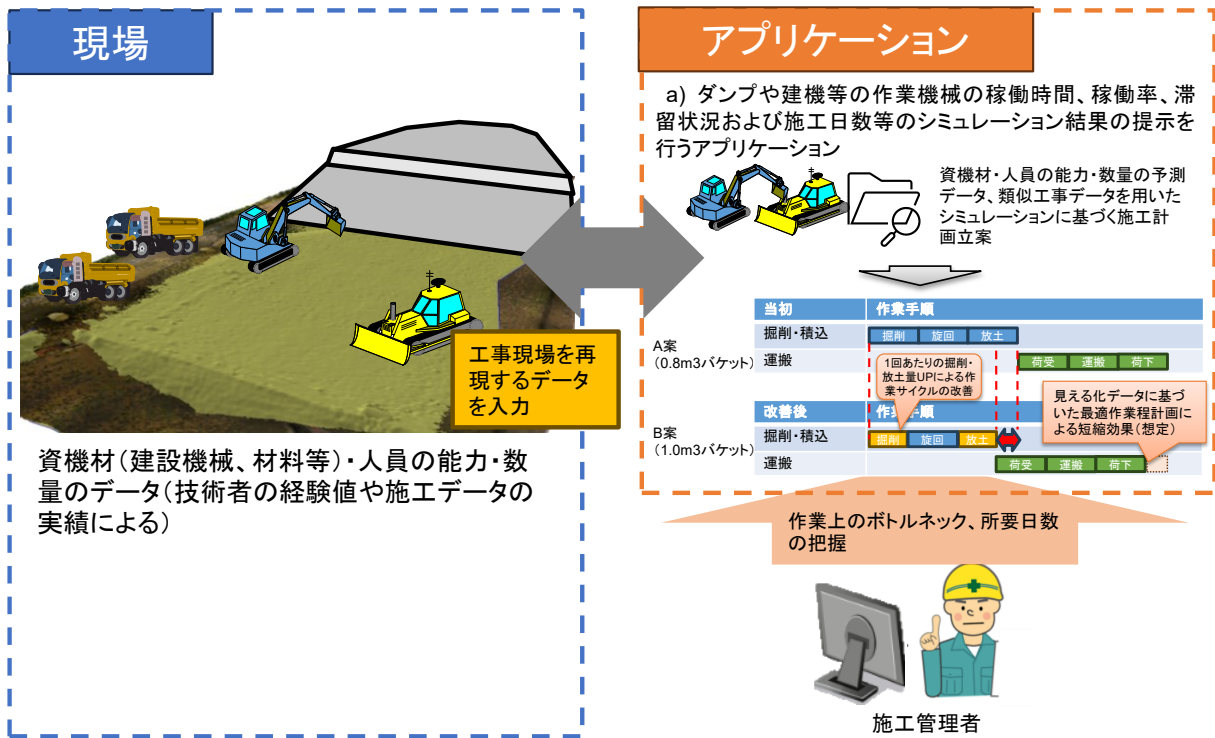 現場
工事現場を再
現するデータ
を入力
資機材（建設機械、材料等）・人員の能力・数
量のデータ（技術者の経験値や施工データの
実績による）
アプリケーション
a) ダンプや建機等の作業機械の稼働時間、稼働率、滞
留状況および施工日数等のシミュレーション結果の提示を
行うアプリケーション
資機材・人員の能力・数量の予測
データ、類似工事データを用いた
シミュレーションに基づく施工計
画立案
当初 作業手順
A案
（0.8m3バケット）
掘削・積込 掘削 旋回 放土
運搬 荷受 運搬 荷下
1回あたりの掘削・
放土量UPによる作
業サイクルの改善
見える化データに基づ
いた最適作業程計画に
よる短縮効果（想定）
改善後 作業手順
B案
（1.0m3バケット）
掘削・積込 掘削 旋回 放土
運搬 荷受 運搬 荷下
作業上のボトルネック、所要日数
の把握
施工管理者